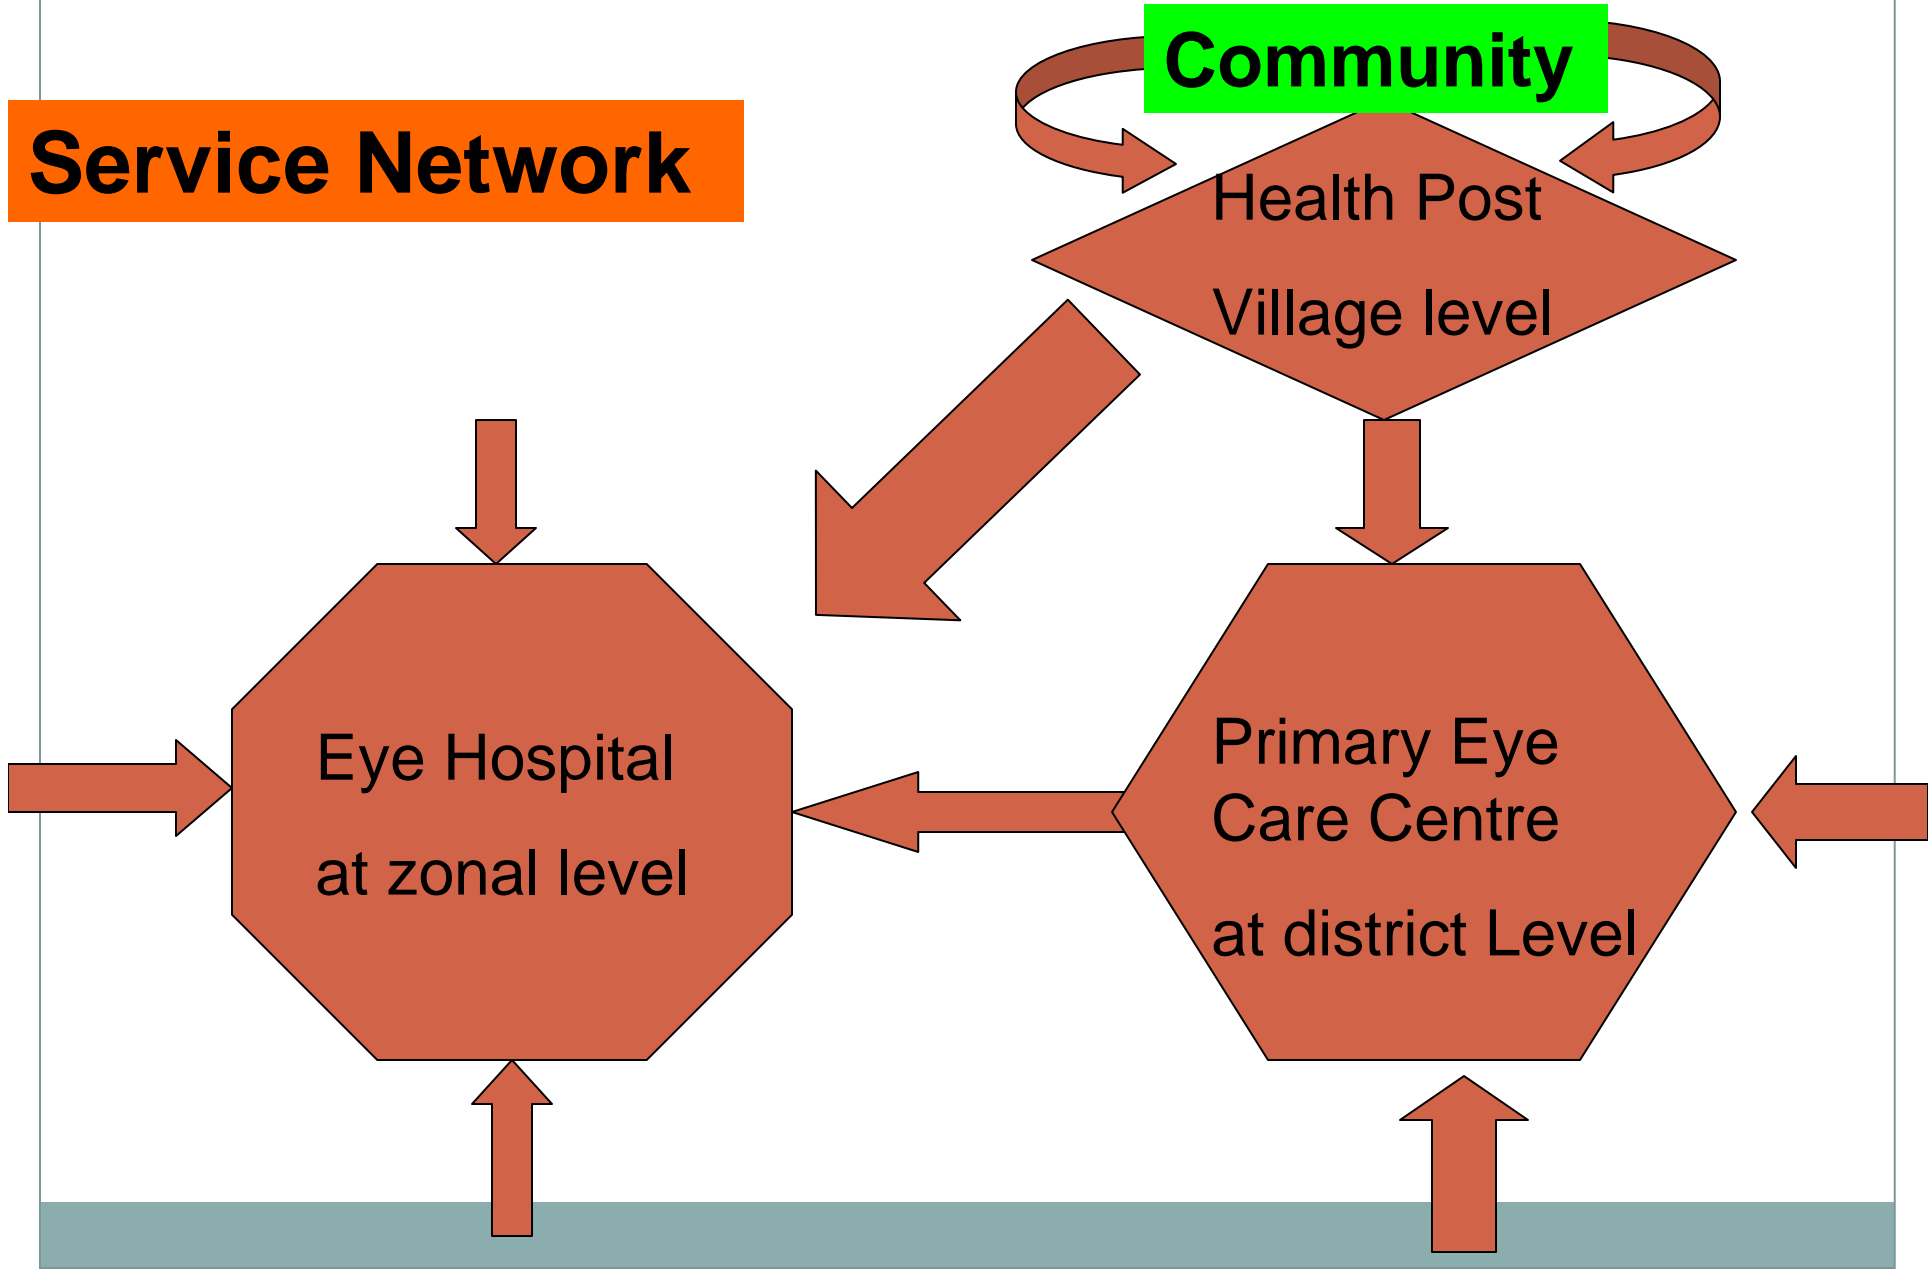 Community
Service Network
Health Post
Village level
Eye Hospital
at zonal level
Primary Eye
Care Centre
at district Level